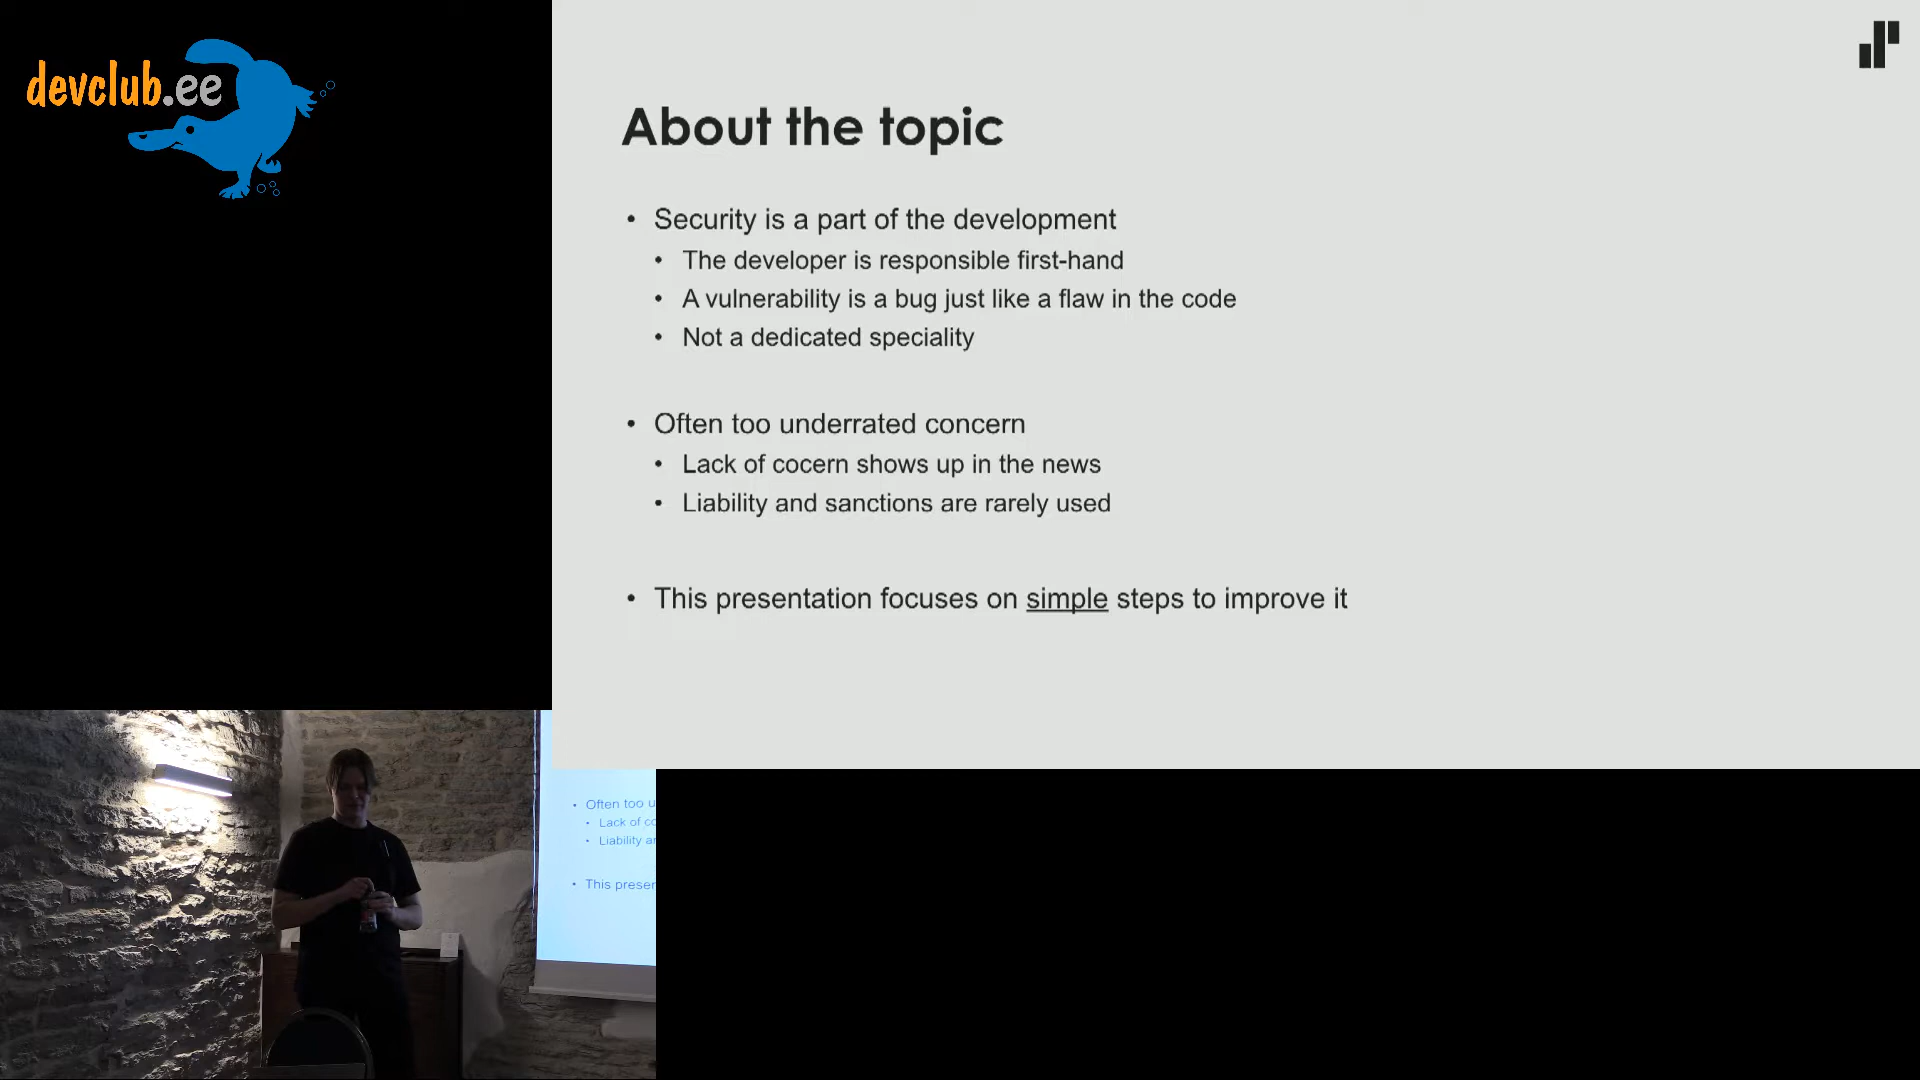 devclub.ee
About the topic
• Security is a part of the development
• The developer is responsible first-hand
• A vulnerability is a bug just like a flaw in the code
• Not a dedicated speciality
• Often too underrated concern
• Lack of cocern shows up in the news
• Liability and sanctions are rarely used
• This presentation focuses on simple steps to improve it
• Often too u
• Lack of co
• Liability ar
• This presen